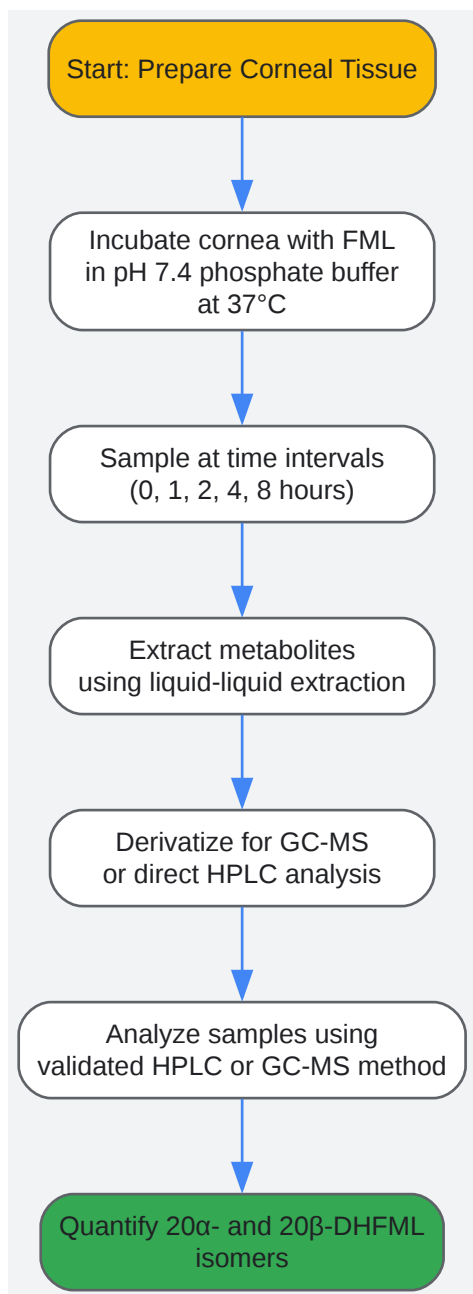 Start: Prepare Corneal Tissue
Incubate cornea with FML
in pH 7.4 phosphate buffer
at 37°C
Sample at time intervals
(0, 1, 2, 4, 8 hours)
Extract metabolites
using liquid-liquid extraction
Derivatize for GC-MS
or direct HPLC analysis
Analyze samples using
validated HPLC or GC-MS method
Quantify 20α- and 20β-DHFML
isomers